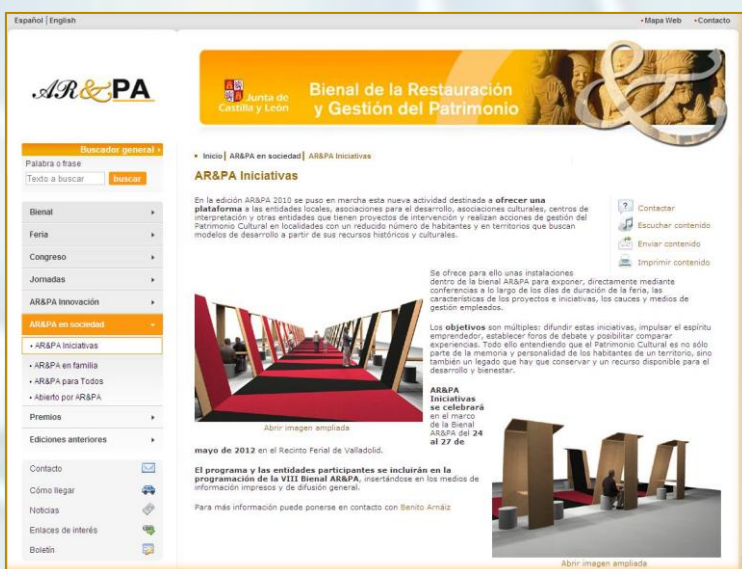 Español | English
Mapa Web
Contacto
AR&PA
Junta de
Castilla y León
Bienal de la Restauración
y Gestión del Patrimonio
Buscador general
Palabra o frase
Texto a buscar
buscar
Bienal
Feria
Congreso
Jornadas
AR&PA Innovación
AR&PA en sociedad
AR&PA Iniciativas
AR&PA en familia
AR&PA para Todos
Abierto por AR&PA
Premios
Ediciones anteriores
Contacto
Cómo llegar
Noticias
Enlaces de interés
Boletín
Inicio | AR&PA en sociedad | AR&PA Iniciativas
AR&PA Iniciativas
En la edición AR&PA 2010 se puso en marcha esta nueva actividad destinada a ofrecer una
plataforma a las entidades locales, asociaciones para el desarrollo, asociaciones culturales, centros de
interpretación y otras entidades que tienen proyectos de intervención y realizan acciones de gestión del
Patrimonio Cultural en localidades con un reducido número de habitantes y en territorios que buscan
modelos de desarrollo a partir de sus recursos históricos y culturales.
Contactar
Escuchar contenido
Enviar contenido
Imprimir contenido
Se ofrece para ello unas instalaciones
dentro de la bienal AR&PA para exponer, directamente mediante
conferencias a lo largo de los días de duración de la feria, las
características de los proyectos e iniciativas, los cauces y medios de
gestión empleados.
Los objetivos son múltiples: difundir estas iniciativas, impulsar el espíritu
emprendedor, establecer foros de debate y posibilitar comparar
experiencias. Todo ello entendiendo que el Patrimonio Cultural es no sólo
parte de la memoria y personalidad de los habitantes de un territorio, sino
también un legado que hay que conservar y un recurso disponible para el
desarrollo y bienestar.
Abrir imagen ampliada
AR&PA
Iniciativas
se celebrará
en el marco
de la Bienal
AR&PA del 24
al 27 de
mayo de 2012 en el Recinto Ferial de Valladolid.
El programa y las entidades participantes se incluirán en la
programación de la VIII Bienal AR&PA, insertándose en los medios de
información impresos y de difusión general.
Para más información puede ponerse en contacto con Benito Arnáiz
Abrir imagen ampliada